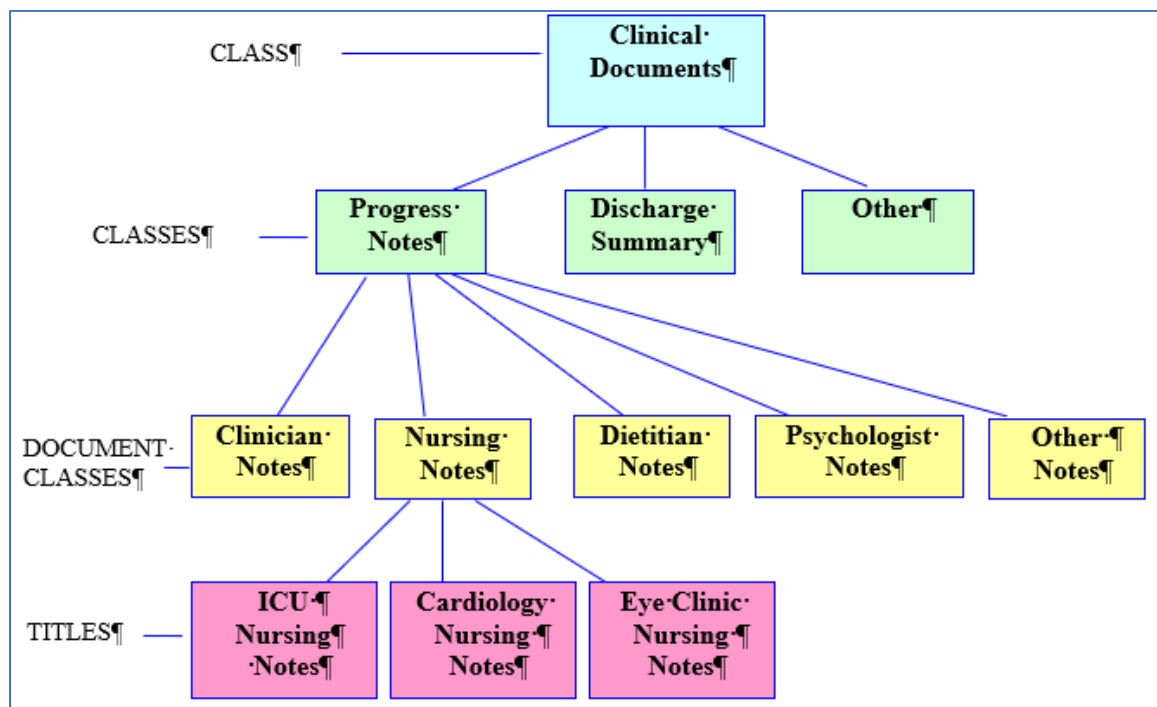 CLASS¶
Clinical·
Documents¶
CLASSES¶
Progress·
Notes¶
Discharge·
Summary¶
Other¶
DOCUMENT·
CLASSES¶
Clinician·
Notes¶
Nursing·
Notes¶
Dietitian·
Notes¶
Psychologist·
Notes¶
Other·¶
Notes¶
TITLES¶
ICU·¶
Nursing¶
·Notes¶
Cardiology·
Nursing·¶
Notes¶
Eye·Clinic·
Nursing·¶
Notes¶